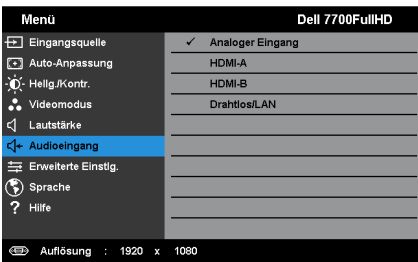 Menü Dell 7700FullHD
Eingangsquelle
Auto-Anpassung
Hellg./Kontr.
Videomodus
Lautstärke
Audioeingang
Erweiterte Einstlg.
Sprache
? Hilfe
✓ Analoger Eingang
HDMI-A
HDMI-B
Drahtlos/LAN
Auflösung : 1920 x 1080